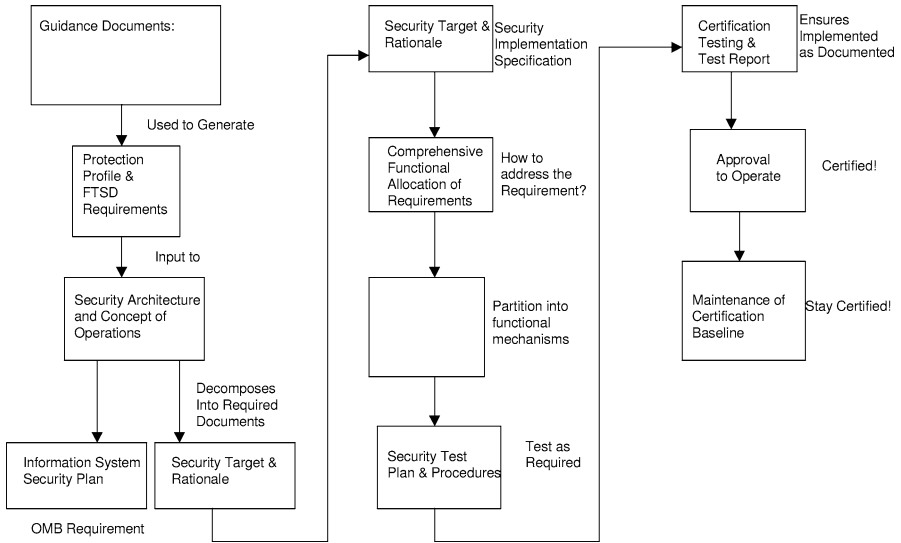 Guidance Documents:
Used to Generate
Protection
Profile &
FTSD
Requirements
Input to
Security Architecture
and Concept of
Operations
Decomposes
Into Required
Documents
Information System
Security Plan
OMB Requirement
Security Target &
Rationale
Security Target &
Rationale
Security
Implementation
Specification
Comprehensive
Functional
Allocation of
Requirements
How to
address the
Requirement?
Partition into
functional
mechanisms
Security Test
Plan & Procedures
Test as
Required
Certification
Testing &
Test Report
Ensures
Implemented
as Documented
Approval
to Operate
Certified!
Maintenance of
Certification
Baseline
Stay Certified!